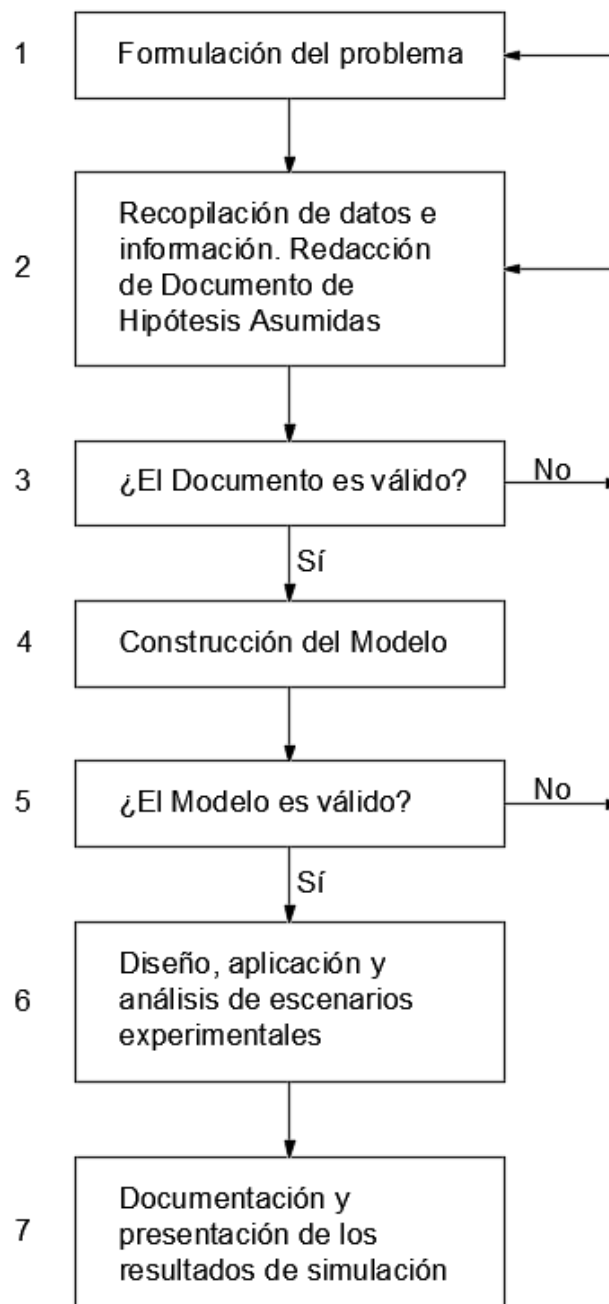 1
Formulación del problema
2
Recopilación de datos e
información. Redacción
de Documento de
Hipótesis Asumidas
3
¿El Documento es válido?
No
Sí
4
Construcción del Modelo
5
¿El Modelo es válido?
No
Sí
6
Diseño, aplicación y
análisis de escenarios
experimentales
7
Documentación y
presentación de los
resultados de simulación